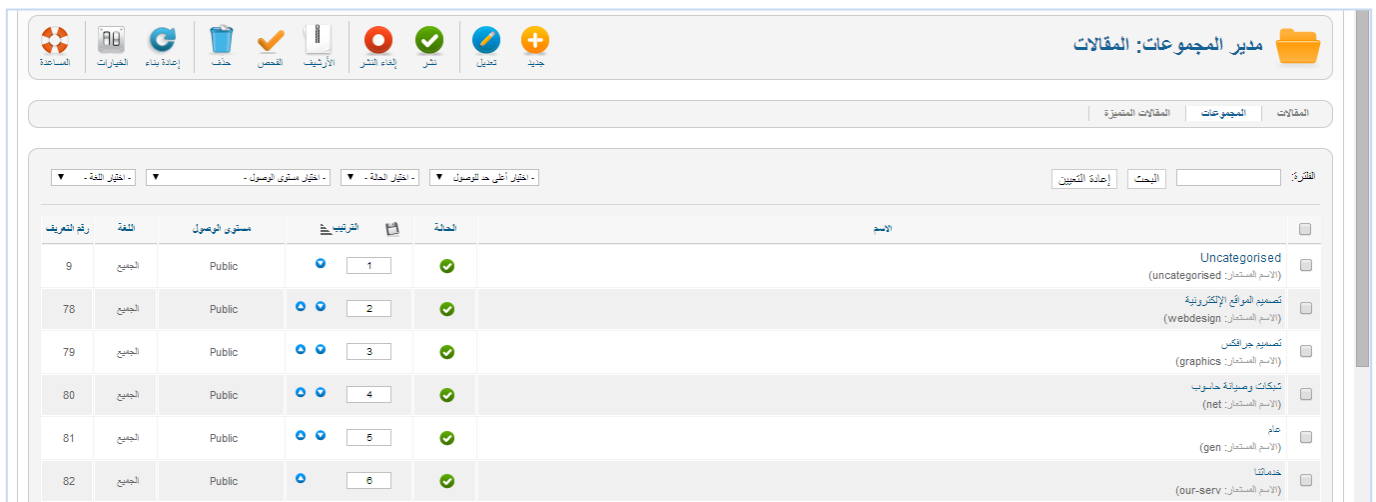 مدير المجموعات: المقالات
جديد تعديل نشر إلغاء النشر الأرشيف الفحص حذف إعادة بناء الخيارات المساعدة
المقالات المجموعات المقالات المتميزة
الفلترة: البحث إعادة التعيين - اختيار أعلى حد للوصول - اختيار الحالة - - اختيار مستوى الوصول - - اختيار اللغة -
الاسم الحالة الترتيب مستوى الوصول اللغة رقم التعريف
Uncategorised
(الاسم المستعار: uncategorised)
1 Public الجميع 9
تصميم المواقع الإلكترونية
(الاسم المستعار: webdesign)
2 Public الجميع 78
تصميم جرافكس
(الاسم المستعار: graphics)
3 Public الجميع 79
شبكات وصيانة حاسوب
(الاسم المستعار: net)
4 Public الجميع 80
عام
(الاسم المستعار: gen)
5 Public الجميع 81
خدماتنا
(الاسم المستعار: our-serv)
6 Public الجميع 82